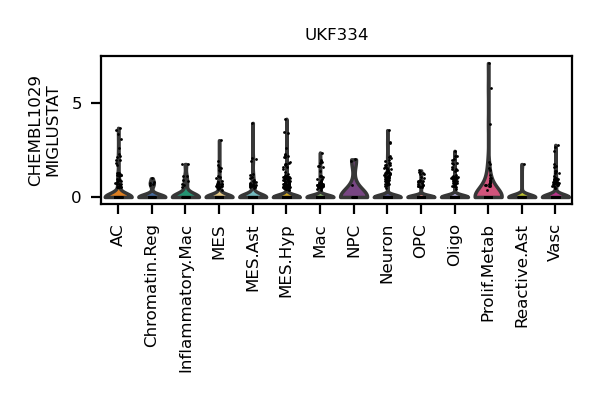 UKF334
CHEMBL1029
MIGLUSTAT
5
0
AC
Chromatin.Reg
Inflammatory.Mac
MES
MES.Ast
MES.Hyp
Mac
NPC
Neuron
OPC
Oligo
Prolif.Metab
Reactive.Ast
Vasc